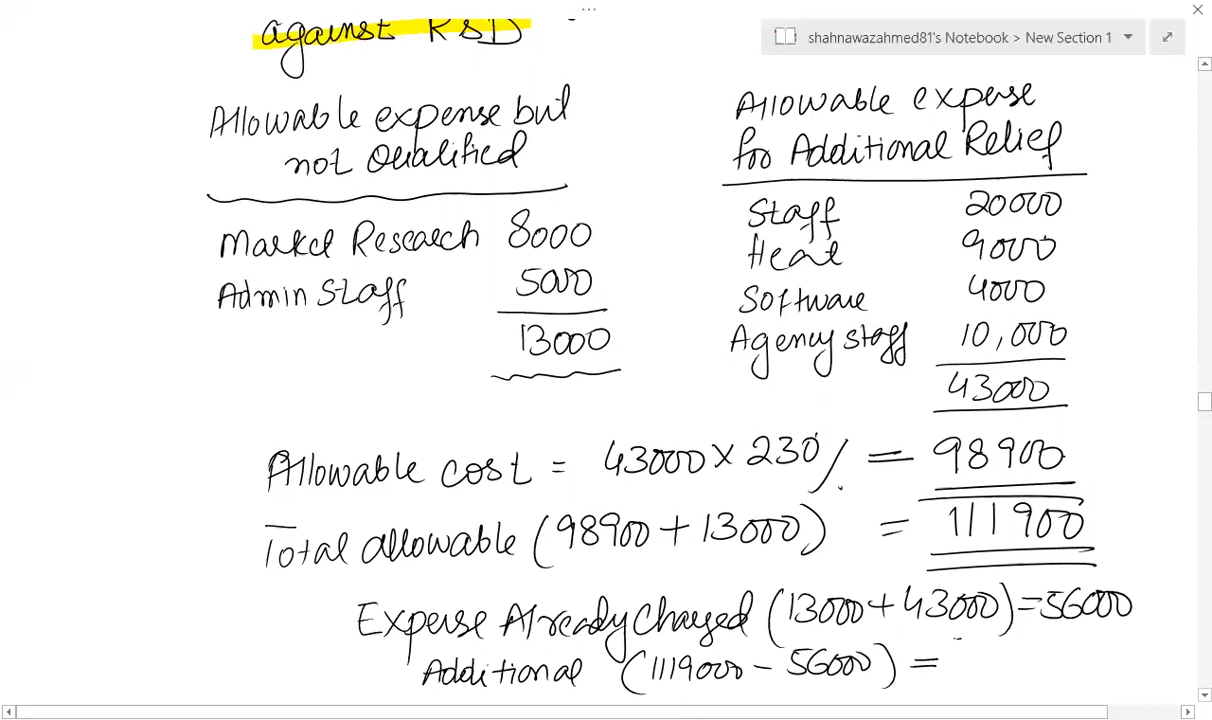 against R&D
shahnawazahmed81's Notebook > New Section 1
Allowable expense but
not Qualified
Market Research 8000
Admin Staff 5000
13000
Allowable expense
for Additional Relief
Staff 20000
Heat 9000
Software 4000
Agency staff 10,000
43000
Allowable cost = 43000 × 230% = 98900
Total allowable (98900 + 13000) = 111900
Expense Already Charged (13000 + 43000) = 56000
Additional (1119000 - 56000) =